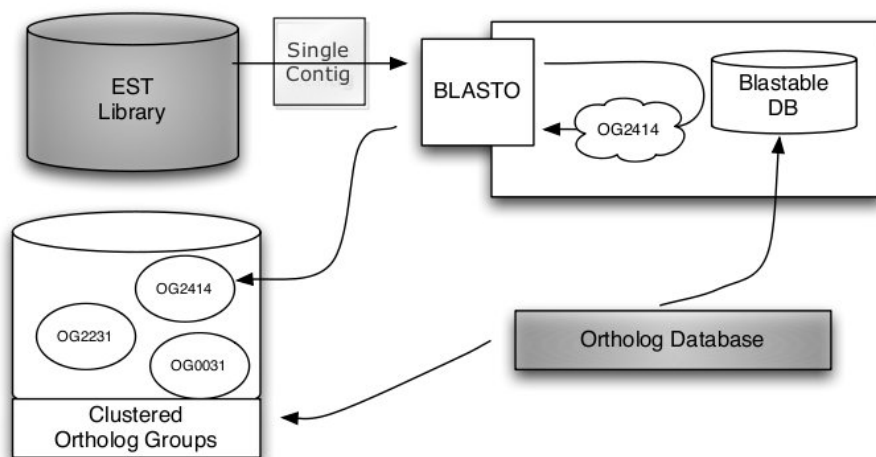 EST
Library
Single
Contig
BLASTO
OG2414
Blastable
DB
OG2414
OG2231
OG0031
Clustered
Ortholog Groups
Ortholog Database